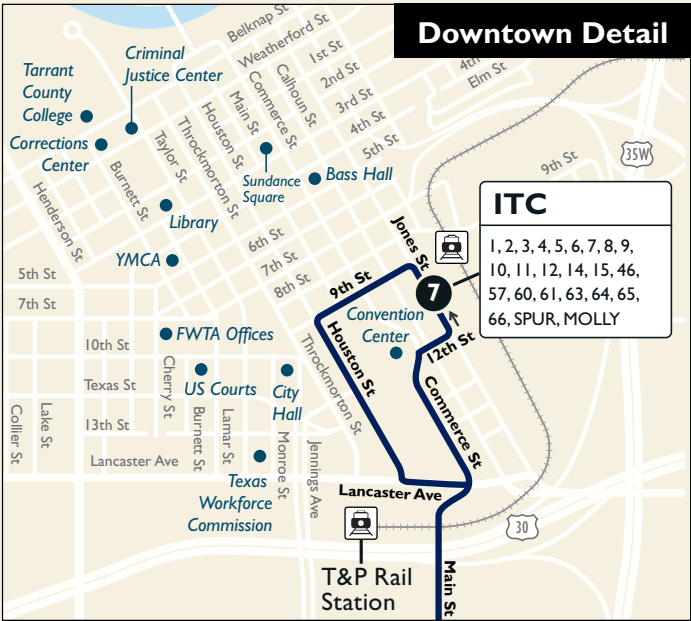 Downtown Detail
Belknap St
Weatherford St
1st St
2nd St
3rd St
4th St
5th St
4th St
Elm St
Criminal
Justice Center
Tarrant
County
College
Corrections
Center
Calhoun St
Commerce St
Main St
Houston St
Throckmorton St
Taylor St
Burnett St
Henderson St
Sundance
Square
Bass Hall
35W
9th St
Library
YMCA
6th St
7th St
8th St
5th St
7th St
Jones St
ITC
1, 2, 3, 4, 5, 6, 7, 8, 9,
10, 11, 12, 14, 15, 46,
57, 60, 61, 63, 64, 65,
66, SPUR, MOLLY
7
9th St
Convention
Center
12th St
Houston St
Commerce St
Throckmorton St
FWTA Offices
10th St
Texas St
13th St
Lancaster Ave
Cherry St
US Courts
City
Hall
Collier St
Lake St
Burnett St
Lamar St
Monroe St
Jennings Ave
Texas
Workforce
Commission
Lancaster Ave
30
T&P Rail
Station
Main St